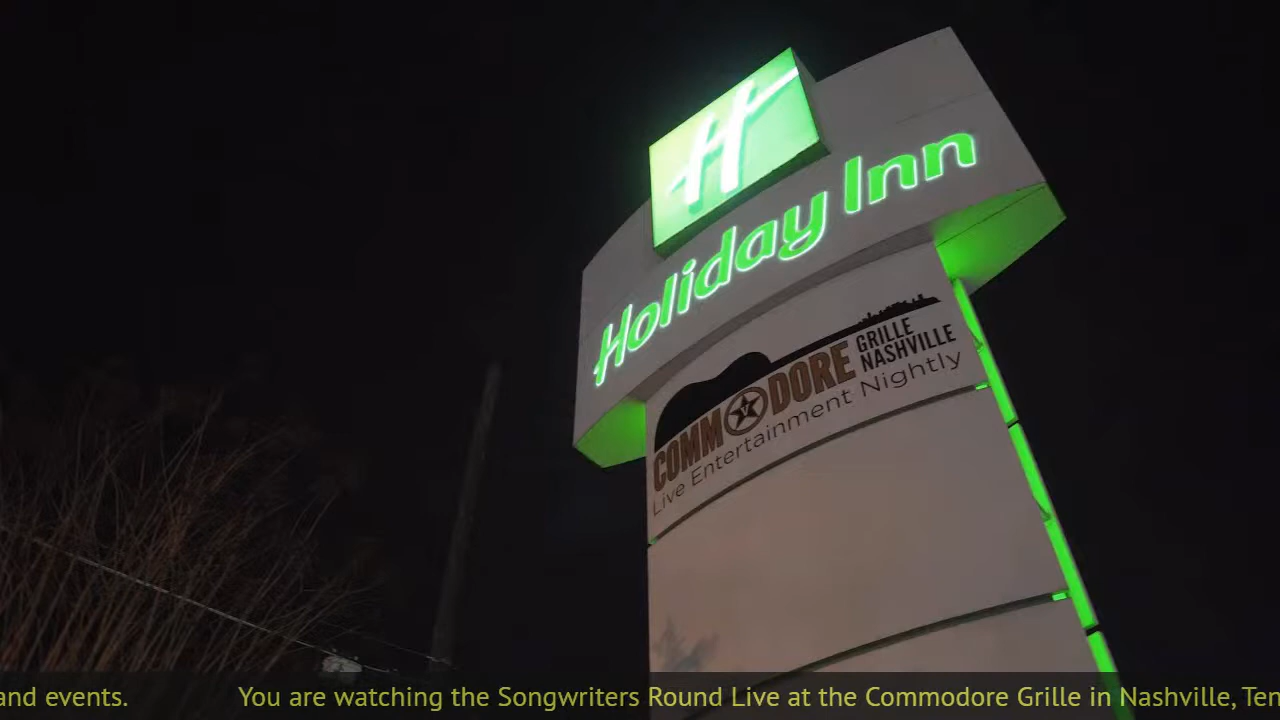 H
Holiday Inn
COMMODORE GRILLE NASHVILLE
Live Entertainment Nightly
and events. You are watching the Songwriters Round Live at the Commodore Grille in Nashville, Ten